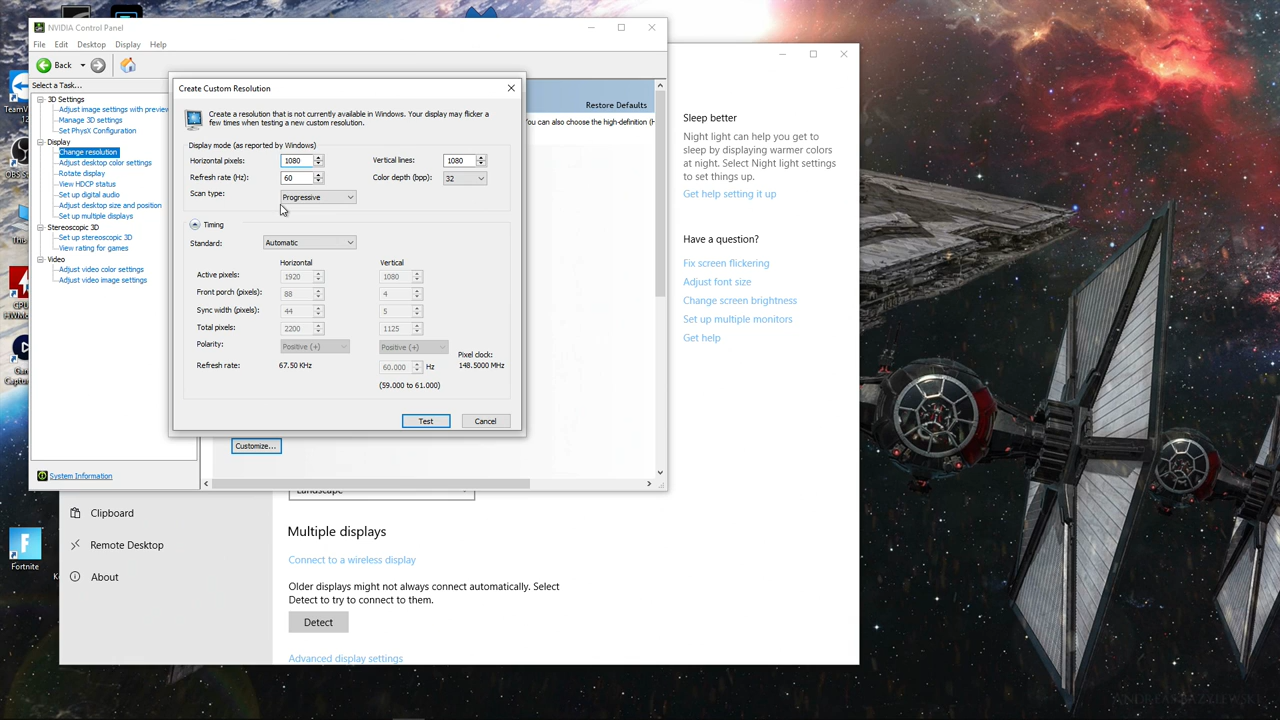 NVIDIA Control Panel
File Edit Desktop Display Help
Back
Select a Task...
3D Settings
Adjust image settings with preview
Manage 3D settings
Set PhysX Configuration
Display
Change resolution
Adjust desktop color settings
Rotate display
View HDCP status
Set up digital audio
Adjust desktop size and position
Set up multiple displays
Stereoscopic 3D
Set up stereoscopic 3D
View rating for games
Video
Adjust video color settings
Adjust video image settings
System Information
Restore Defaults
You can also choose the high-definition (H
Create Custom Resolution
Create a resolution that is not currently available in Windows. Your display may flicker a
few times when testing a new custom resolution.
Display mode (as reported by Windows)
Horizontal pixels: 1080 Vertical lines: 1080
Refresh rate (Hz): 60 Color depth (bpp): 32
Scan type: Progressive
Timing
Standard: Automatic
Horizontal Vertical
Active pixels: 1920 1080
Front porch (pixels): 88 4
Sync width (pixels): 44 5
Total pixels: 2200 1125
Polarity: Positive (+) Positive (+)
Pixel clock:
Refresh rate: 67.50 KHz 60.000 Hz 148.5000 MHz
(59.000 to 61.000)
Test Cancel
Customize...
Sleep better
Night light can help you get to
sleep by displaying warmer colors
at night. Select Night light settings
to set things up.
Get help setting it up
Have a question?
Fix screen flickering
Adjust font size
Change screen brightness
Set up multiple monitors
Get help
Landscape
Clipboard
Remote Desktop
About
Multiple displays
Connect to a wireless display
Older displays might not always connect automatically. Select
Detect to try to connect to them.
Detect
Advanced display settings
Fortnite